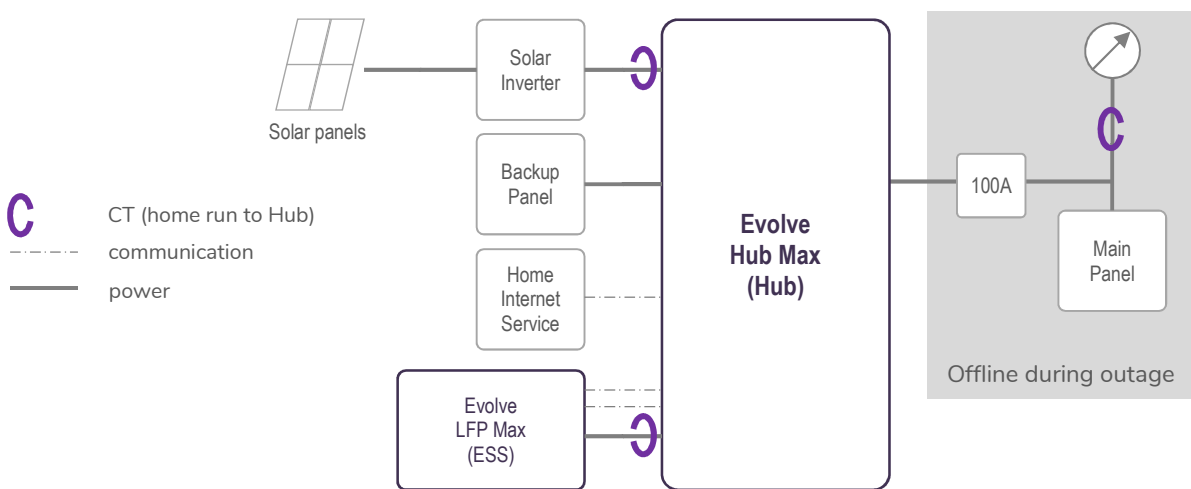 Solar panels
Solar
Inverter
Backup
Panel
Home
Internet
Service
Evolve
LFP Max
(ESS)
Evolve
Hub Max
(Hub)
100A
Main
Panel
Offline during outage
CT (home run to Hub)
communication
power